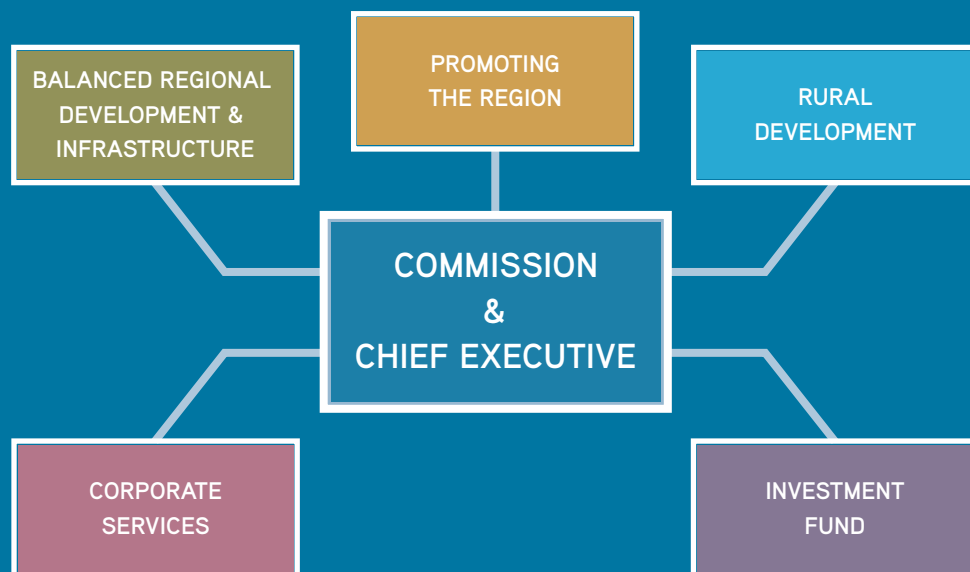 BALANCED REGIONAL
DEVELOPMENT &
INFRASTRUCTURE
PROMOTING
THE REGION
RURAL
DEVELOPMENT
COMMISSION
&
CHIEF EXECUTIVE
CORPORATE
SERVICES
INVESTMENT
FUND